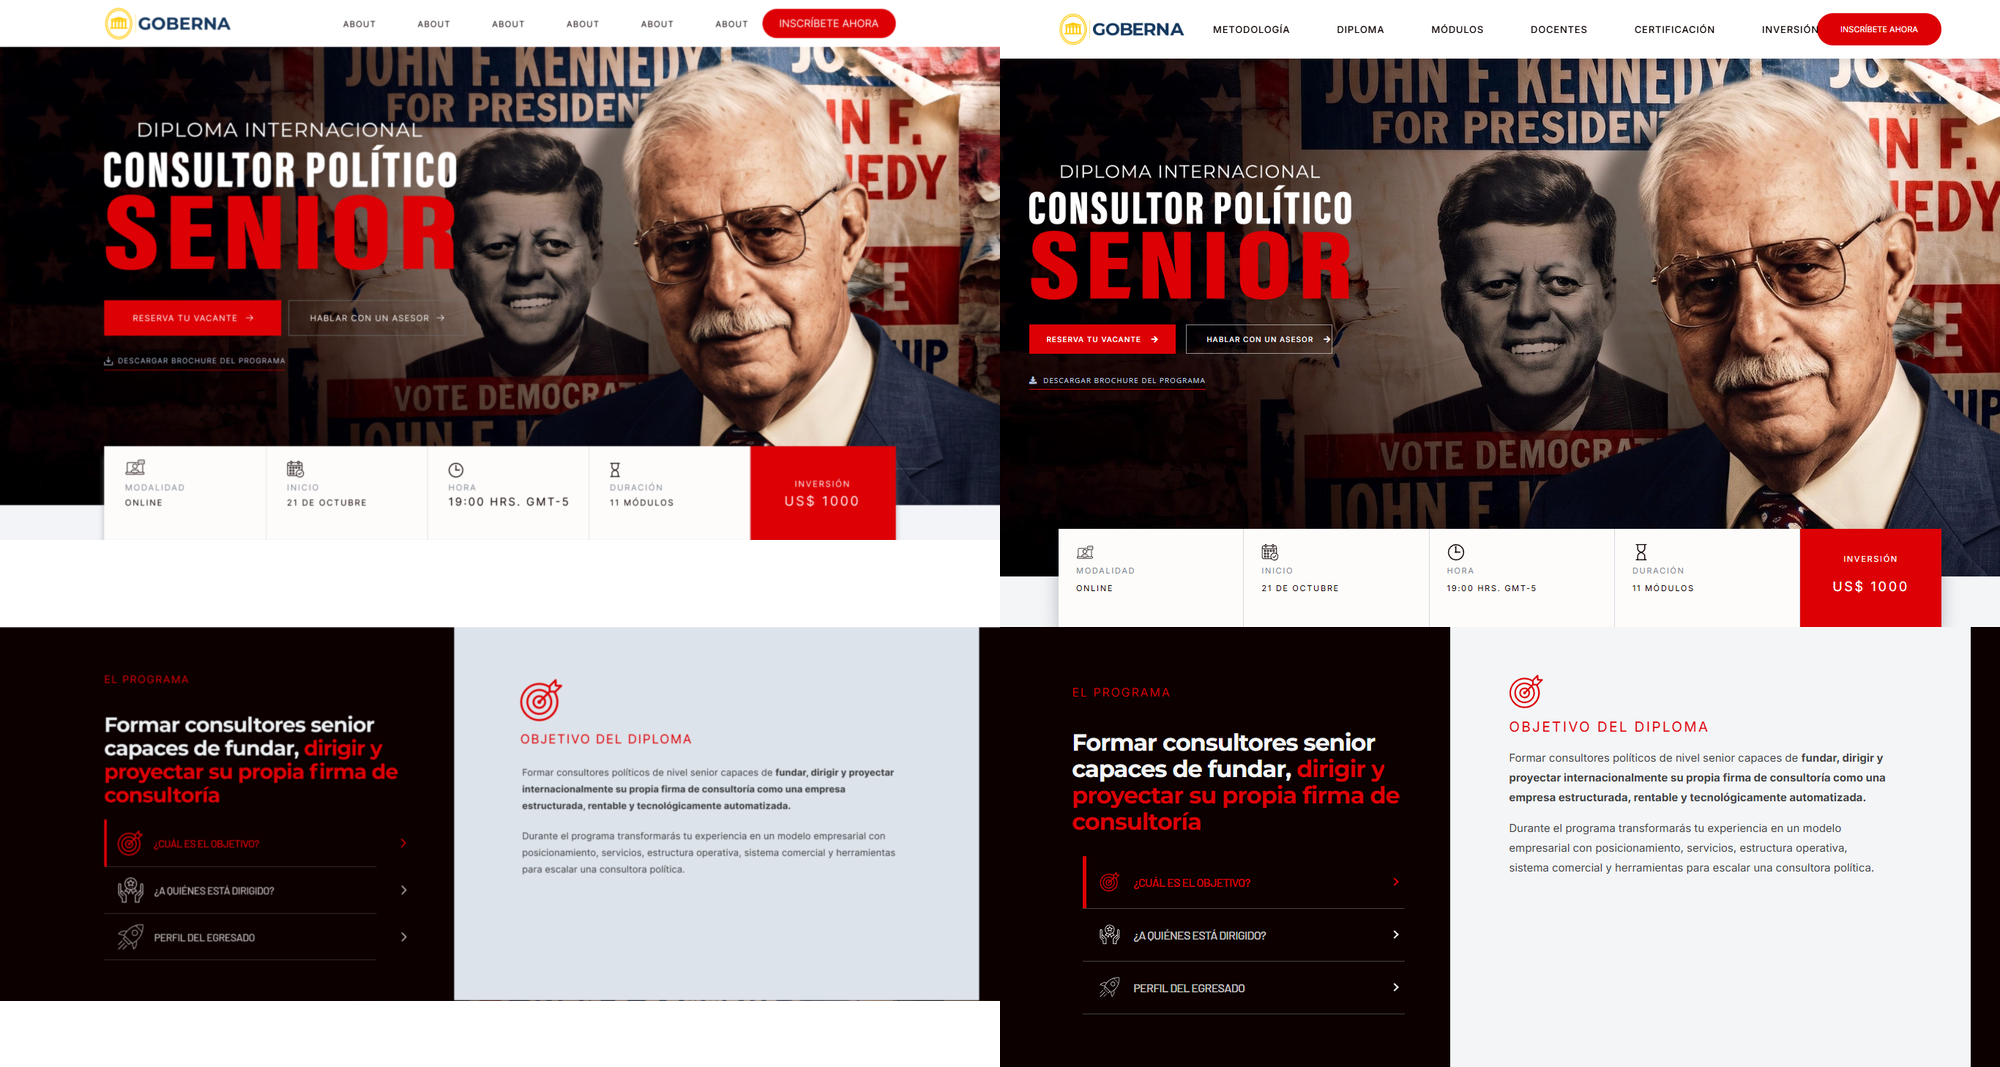 GOBERNA
ABOUT
ABOUT
ABOUT
ABOUT
ABOUT
ABOUT
INSCRÍBETE AHORA
JOHN F. KENNEDY
FOR PRESIDENT
DIPLOMA INTERNACIONAL
CONSULTOR POLÍTICO
SENIOR
RESERVA TU VACANTE →
HABLAR CON UN ASESOR →
DESCARGAR BROCHURE DEL PROGRAMA
VOTE DEMOCRAT
MODALIDAD
ONLINE
INICIO
21 DE OCTUBRE
HORA
19:00 HRS. GMT-5
DURACIÓN
11 MÓDULOS
INVERSIÓN
US$ 1000
GOBERNA
METODOLOGÍA
DIPLOMA
MÓDULOS
DOCENTES
CERTIFICACIÓN
INVERSIÓN
INSCRÍBETE AHORA
JOHN F. KENNEDY
FOR PRESIDENT
DIPLOMA INTERNACIONAL
CONSULTOR POLÍTICO
SENIOR
RESERVA TU VACANTE →
HABLAR CON UN ASESOR →
DESCARGAR BROCHURE DEL PROGRAMA
VOTE DEMOCRAT
MODALIDAD
ONLINE
INICIO
21 DE OCTUBRE
HORA
19:00 HRS. GMT-5
DURACIÓN
11 MÓDULOS
INVERSIÓN
US$ 1000
EL PROGRAMA
Formar consultores senior
capaces de fundar, dirigir y
proyectar su propia firma de
consultoría
¿CUÁL ES EL OBJETIVO?
¿A QUIÉNES ESTÁ DIRIGIDO?
PERFIL DEL EGRESADO
OBJETIVO DEL DIPLOMA
Formar consultores políticos de nivel senior capaces de fundar, dirigir y proyectar
internacionalmente su propia firma de consultoría como una empresa
estructurada, rentable y tecnológicamente automatizada.
Durante el programa transformarás tu experiencia en un modelo empresarial con
posicionamiento, servicios, estructura operativa, sistema comercial y herramientas
para escalar una consultora política.
EL PROGRAMA
Formar consultores senior
capaces de fundar, dirigir y
proyectar su propia firma de
consultoría
¿CUÁL ES EL OBJETIVO?
¿A QUIÉNES ESTÁ DIRIGIDO?
PERFIL DEL EGRESADO
OBJETIVO DEL DIPLOMA
Formar consultores políticos de nivel senior capaces de fundar, dirigir y
proyectar internacionalmente su propia firma de consultoría como una
empresa estructurada, rentable y tecnológicamente automatizada.
Durante el programa transformarás tu experiencia en un modelo
empresarial con posicionamiento, servicios, estructura operativa,
sistema comercial y herramientas para escalar una consultora política.